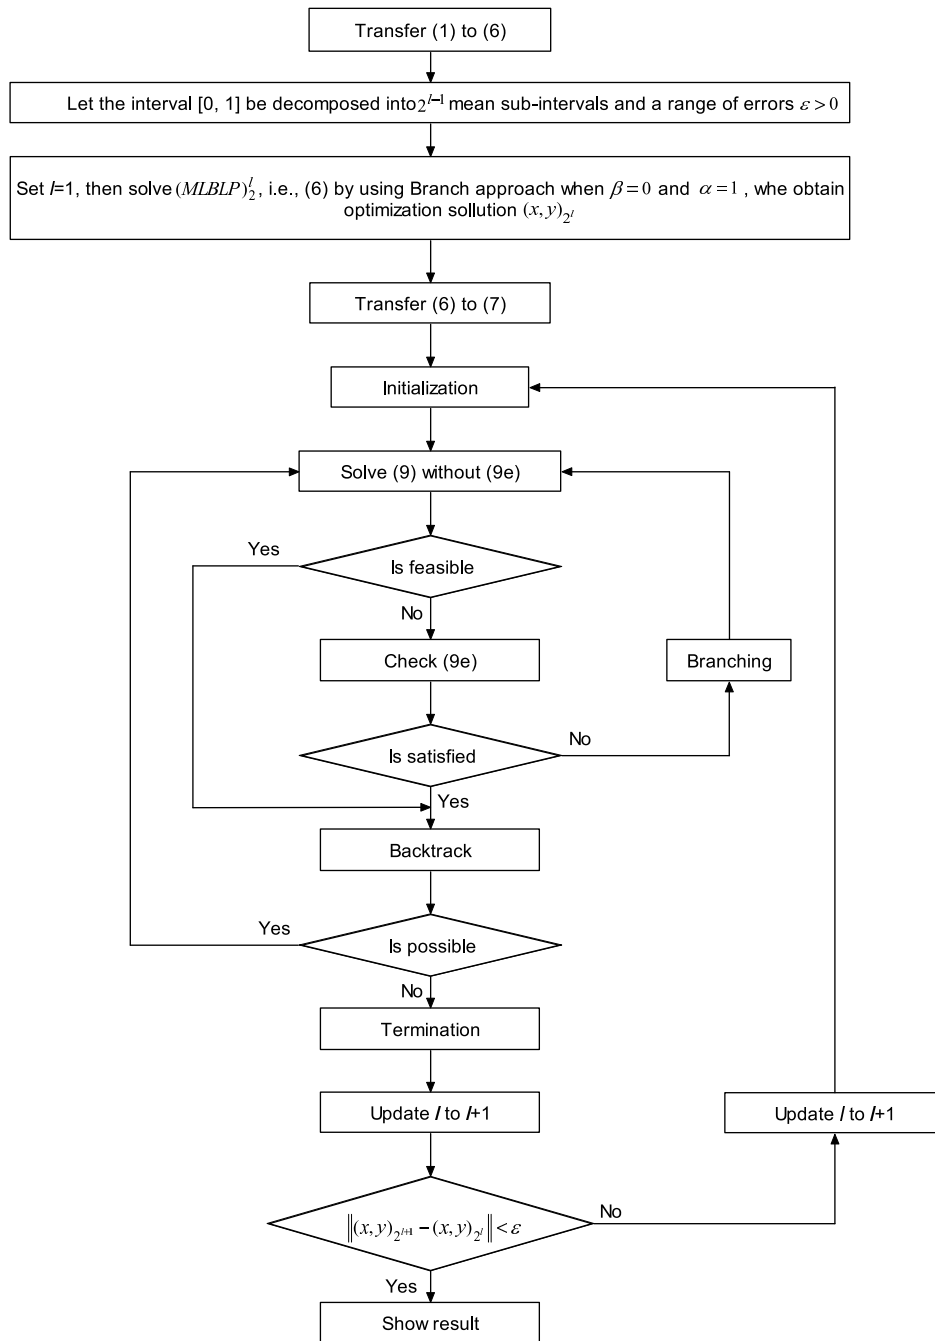 Transfer (1) to (6)
Let the interval [0, 1] be decomposed into 2^{l-1} mean sub-intervals and a range of errors ε > 0
Set l=1, then solve (MLBLP)_2^l, i.e., (6) by using Branch approach when β = 0 and α = 1 , whe obtain
optimization sollution (x, y)_{2^l}
Transfer (6) to (7)
Initialization
Solve (9) without (9e)
Yes
Is feasible
No
Check (9e)
Branching
Is satisfied
No
Yes
Backtrack
Yes
Is possible
No
Termination
Update l to l+1
Update l to l+1
‖(x, y)_{2^{l+1}} − (x, y)_{2^l}‖ < ε
No
Yes
Show result